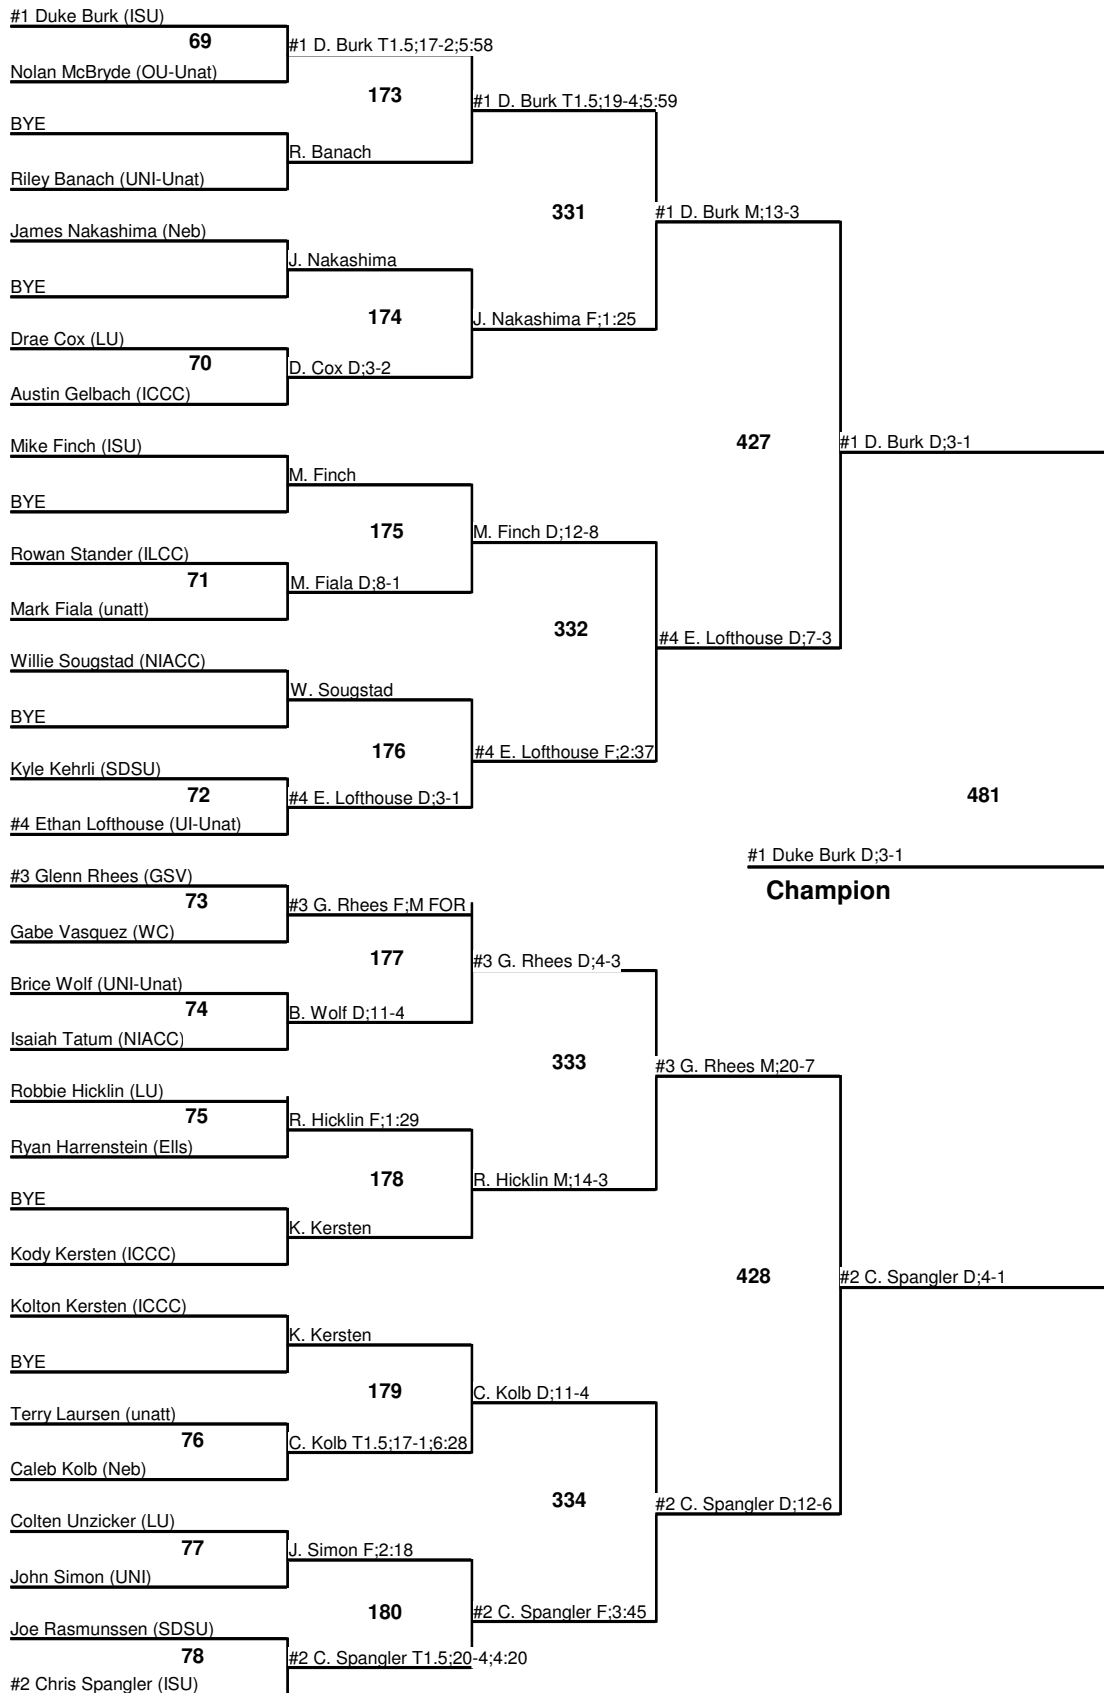 #1 Duke Burk (ISU)
69
#1 D. Burk T1.5;17-2;5:58
Nolan McBryde (OU-Unat)
173
#1 D. Burk T1.5;19-4;5:59
BYE
R. Banach
Riley Banach (UNI-Unat)
331
#1 D. Burk M;13-3
James Nakashima (Neb)
J. Nakashima
BYE
174
J. Nakashima F;1:25
Drae Cox (LU)
70
D. Cox D;3-2
Austin Gelbach (ICCC)
427
#1 D. Burk D;3-1
Mike Finch (ISU)
M. Finch
BYE
175
M. Finch D;12-8
Rowan Stander (ILCC)
71
M. Fiala D;8-1
Mark Fiala (unatt)
332
#4 E. Lofthouse D;7-3
Willie Sougstad (NIACC)
W. Sougstad
BYE
176
#4 E. Lofthouse F;2:37
Kyle Kehrli (SDSU)
72
#4 E. Lofthouse D;3-1
#4 Ethan Lofthouse (UI-Unat)
481
#1 Duke Burk D;3-1
Champion
#3 Glenn Rhees (GSV)
73
#3 G. Rhees F;M FOR
Gabe Vasquez (WC)
177
#3 G. Rhees D;4-3
Brice Wolf (UNI-Unat)
74
B. Wolf D;11-4
Isaiah Tatum (NIACC)
333
#3 G. Rhees M;20-7
Robbie Hicklin (LU)
75
R. Hicklin F;1:29
Ryan Harrenstein (Ells)
178
R. Hicklin M;14-3
BYE
K. Kersten
Kody Kersten (ICCC)
428
#2 C. Spangler D;4-1
Kolton Kersten (ICCC)
K. Kersten
BYE
179
C. Kolb D;11-4
Terry Laursen (unatt)
76
C. Kolb T1.5;17-1;6:28
Caleb Kolb (Neb)
334
#2 C. Spangler D;12-6
Colten Unzicker (LU)
77
J. Simon F;2:18
John Simon (UNI)
180
#2 C. Spangler F;3:45
Joe Rasmunssen (SDSU)
78
#2 C. Spangler T1.5;20-4;4:20
#2 Chris Spangler (ISU)